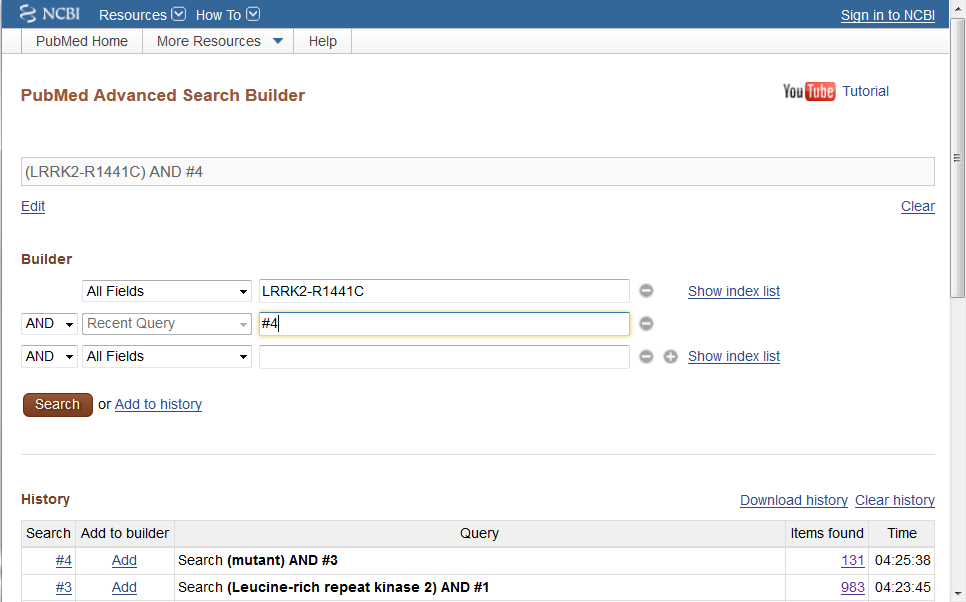 NCBI Resources How To Sign in to NCBI
PubMed Home More Resources Help
PubMed Advanced Search Builder
YouTube Tutorial
(LRRK2-R1441C) AND #4
Edit Clear
Builder
All Fields LRRK2-R1441C Show index list
AND Recent Query #4
AND All Fields Show index list
Search or Add to history
History Download history Clear history
Search Add to builder Query Items found Time
#4 Add Search (mutant) AND #3 131 04:25:38
#3 Add Search (Leucine-rich repeat kinase 2) AND #1 983 04:23:45